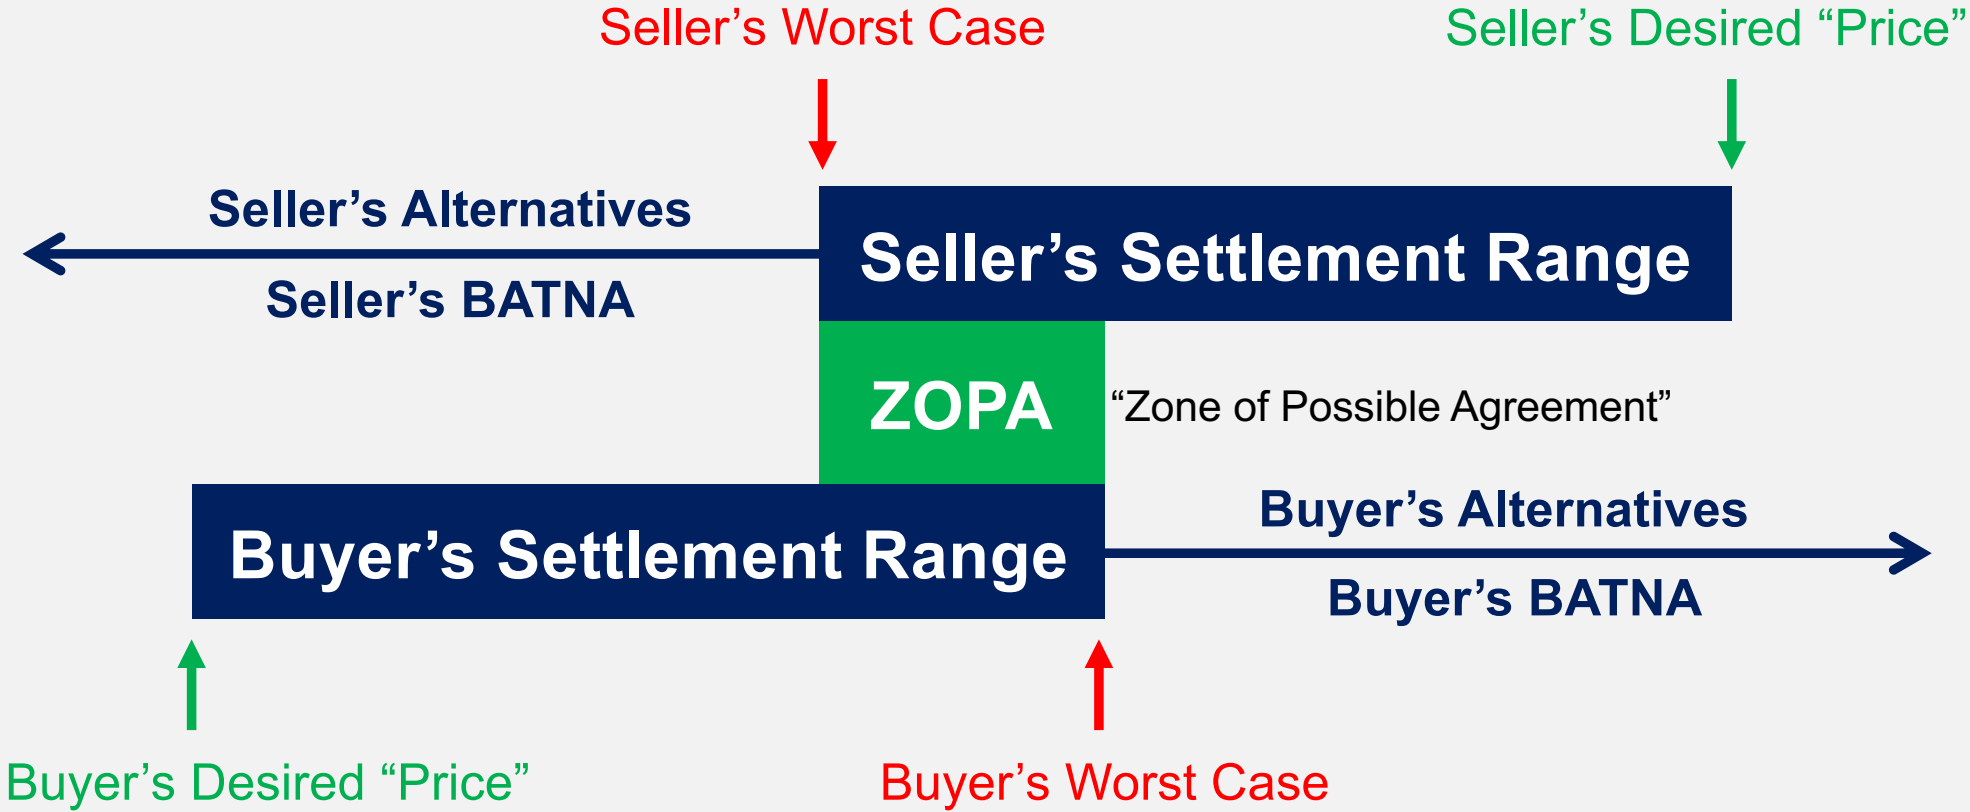 Seller’s Worst Case
Seller’s Desired “Price”
Seller’s Alternatives
Seller’s BATNA
Seller’s Settlement Range
ZOPA
“Zone of Possible Agreement”
Buyer’s Settlement Range
Buyer’s Alternatives
Buyer’s BATNA
Buyer’s Desired “Price”
Buyer’s Worst Case